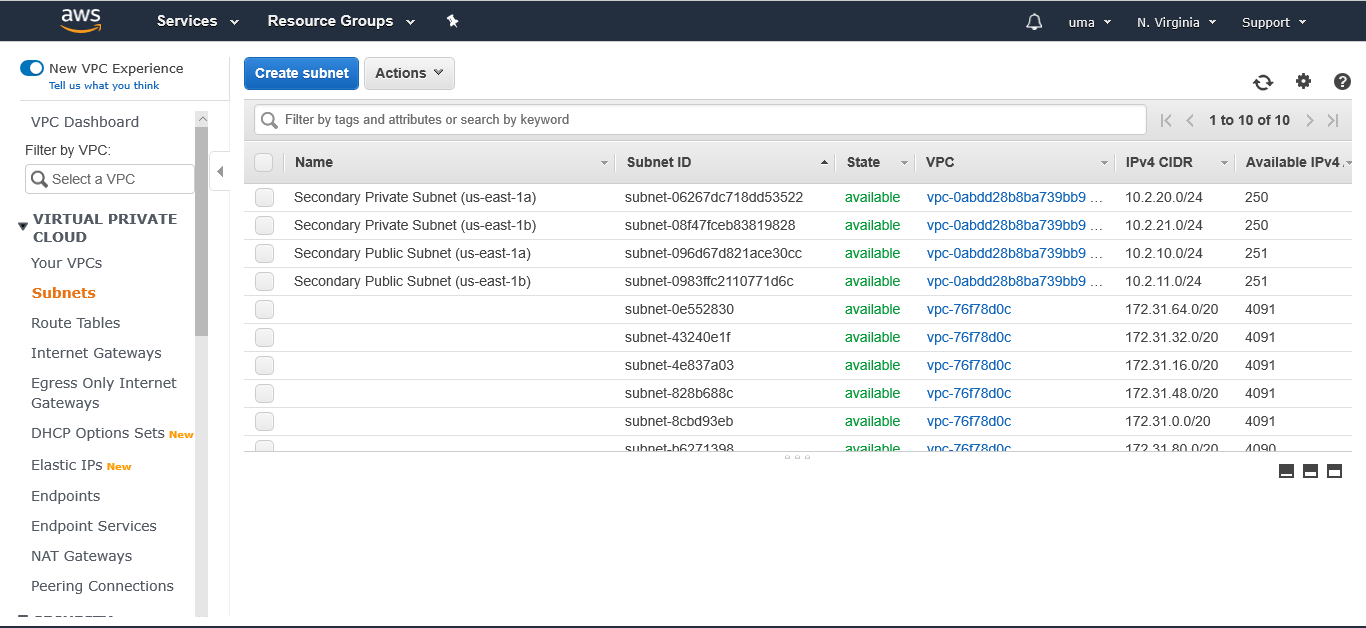 aws Services Resource Groups uma N. Virginia Support
New VPC Experience
Tell us what you think
VPC Dashboard
Filter by VPC:
Select a VPC
VIRTUAL PRIVATE
CLOUD
Your VPCs
Subnets
Route Tables
Internet Gateways
Egress Only Internet
Gateways
DHCP Options Sets New
Elastic IPs New
Endpoints
Endpoint Services
NAT Gateways
Peering Connections
Create subnet Actions
Filter by tags and attributes or search by keyword
1 to 10 of 10
Name Subnet ID State VPC IPv4 CIDR Available IPv4
Secondary Private Subnet (us-east-1a) subnet-06267dc718dd53522 available vpc-0abdd28b8ba739bb9 ... 10.2.20.0/24 250
Secondary Private Subnet (us-east-1b) subnet-08f47fceb83819828 available vpc-0abdd28b8ba739bb9 ... 10.2.21.0/24 250
Secondary Public Subnet (us-east-1a) subnet-096d67d821ace30cc available vpc-0abdd28b8ba739bb9 ... 10.2.10.0/24 251
Secondary Public Subnet (us-east-1b) subnet-0983ffc2110771d6c available vpc-0abdd28b8ba739bb9 ... 10.2.11.0/24 251
subnet-0e552830 available vpc-76f78d0c 172.31.64.0/20 4091
subnet-43240e1f available vpc-76f78d0c 172.31.32.0/20 4091
subnet-4e837a03 available vpc-76f78d0c 172.31.16.0/20 4091
subnet-828b688c available vpc-76f78d0c 172.31.48.0/20 4091
subnet-8cbd93eb available vpc-76f78d0c 172.31.0.0/20 4091
subnet-b6271398 available vpc-76f78d0c 172.31.80.0/20 4090